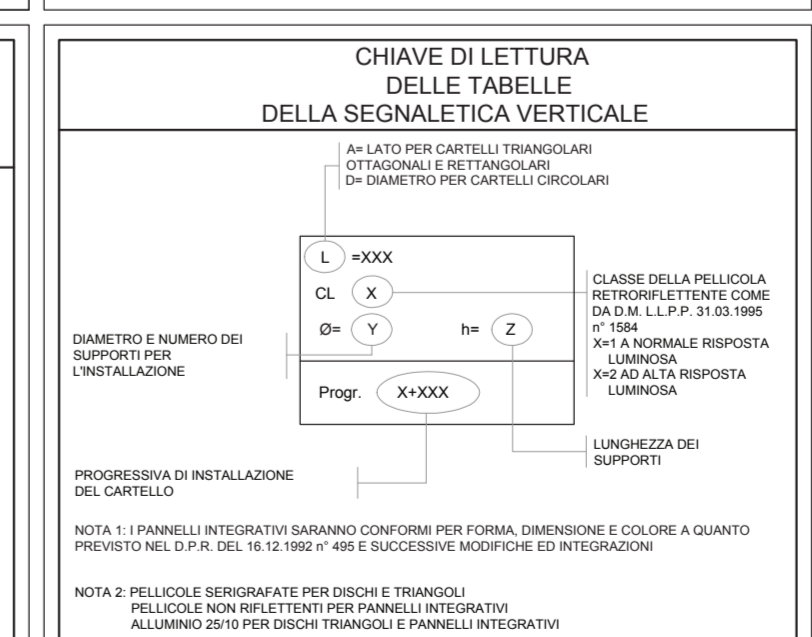 CHIAVE DI LETTURA
DELLE TABELLE
DELLA SEGNALETICA VERTICALE
A= LATO PER CARTELLI TRIANGOLARI
OTTAGONALI E RETTANGOLARI
D= DIAMETRO PER CARTELLI CIRCOLARI
L =XXX
CL X
Ø= Y h= Z
Progr. X+XXX
CLASSE DELLA PELLICOLA
RETRORIFLETTENTE COME
DA D.M. L.L.P.P. 31.03.1995
n° 1584
X=1 A NORMALE RISPOSTA
LUMINOSA
X=2 AD ALTA RISPOSTA
LUMINOSA
DIAMETRO E NUMERO DEI
SUPPORTI PER
L'INSTALLAZIONE
LUNGHEZZA DEI
SUPPORTI
PROGRESSIVA DI INSTALLAZIONE
DEL CARTELLO
NOTA 1: I PANNELLI INTEGRATIVI SARANNO CONFORMI PER FORMA, DIMENSIONE E COLORE A QUANTO
PREVISTO NEL D.P.R. DEL 16.12.1992 n° 495 E SUCCESSIVE MODIFICHE ED INTEGRAZIONI
NOTA 2: PELLICOLE SERIGRAFATE PER DISCHI E TRIANGOLI
PELLICOLE NON RIFLETTENTI PER PANNELLI INTEGRATIVI
ALLUMINIO 25/10 PER DISCHI TRIANGOLI E PANNELLI INTEGRATIVI